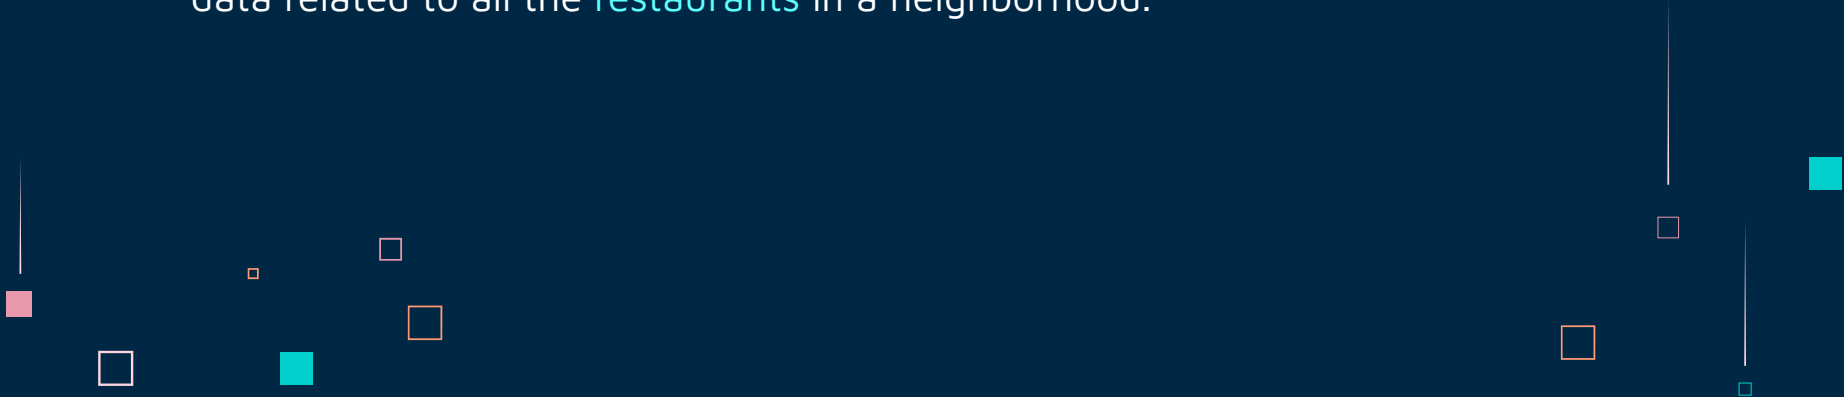 data related to all the restaurants in a neighborhood.